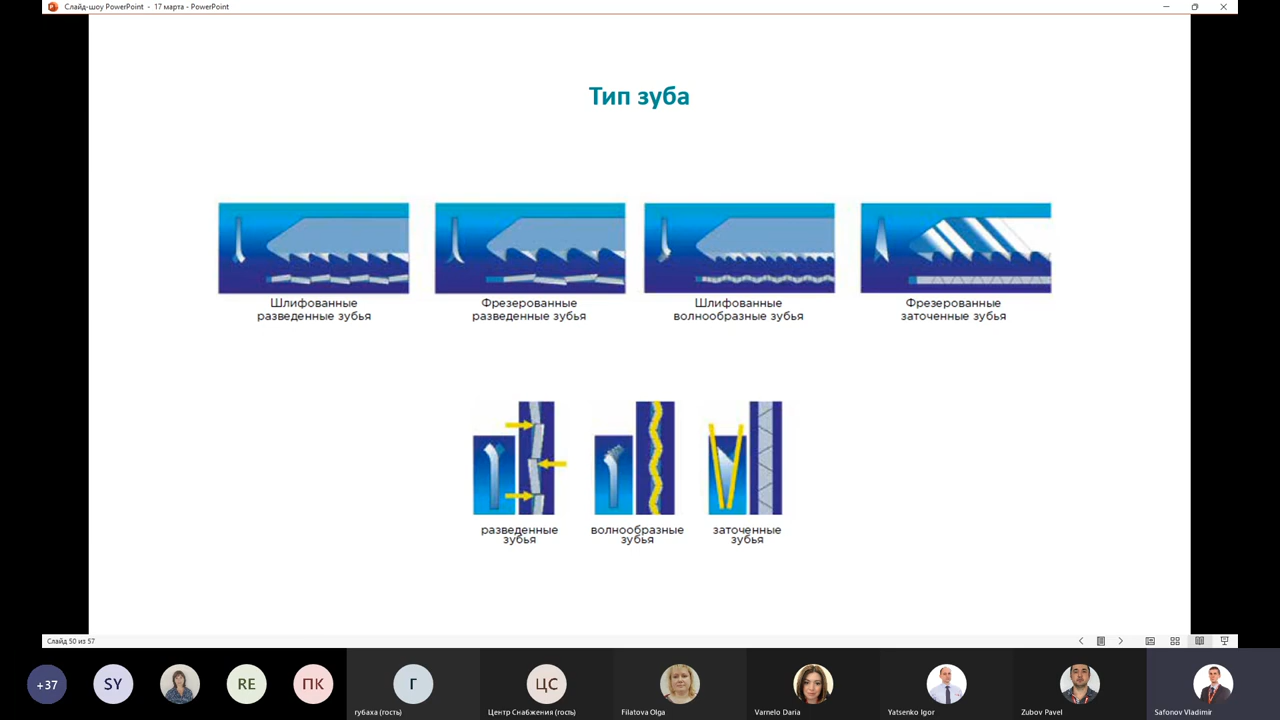 Слайд-шоу PowerPoint - 17 марта - PowerPoint
Тип зуба
Шлифованные
разведенные зубья
Фрезерованные
разведенные зубья
Шлифованные
волнообразные зубья
Фрезерованные
заточенные зубья
разведенные
зубья
волнообразные
зубья
заточенные
зубья
Слайд 50 из 57
+37
SY
RE
ПК
Г
губаха (гость)
ЦС
Центр Снабжения (гость)
Filatova Olga
Varnelo Daria
Yatsenko Igor
Zubov Pavel
Safonov Vladimir